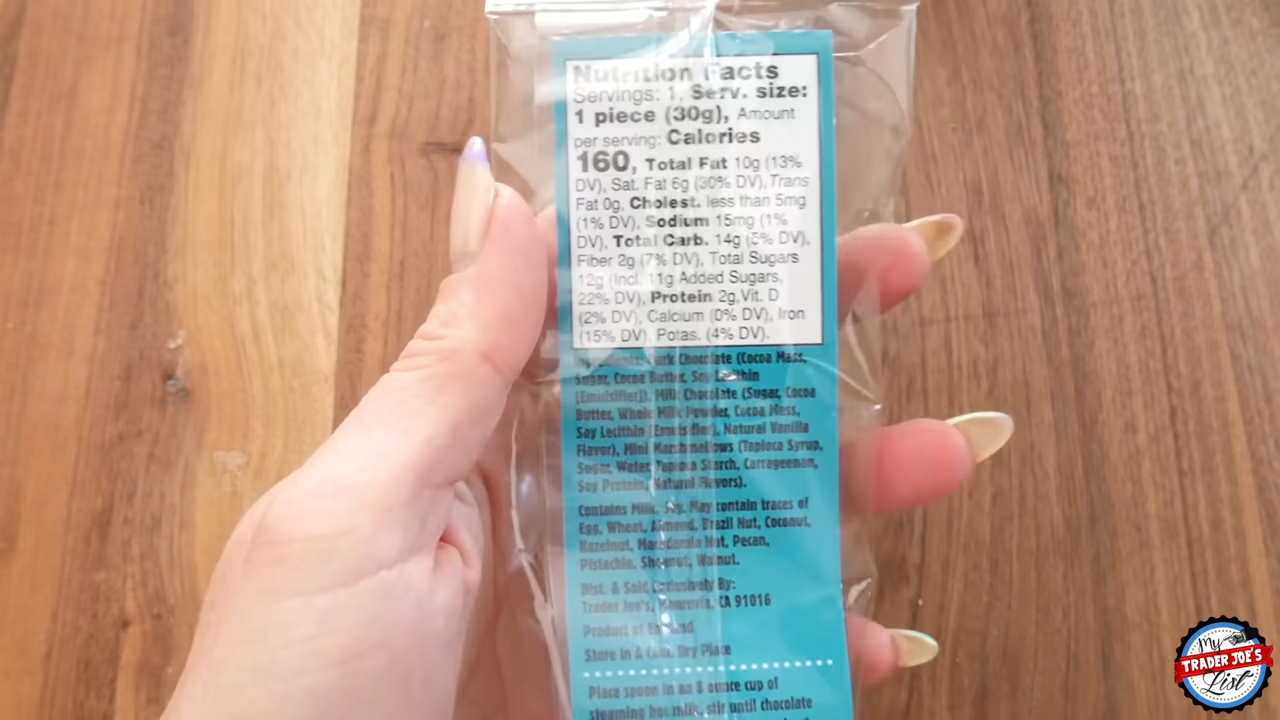 Nutrition Facts
Servings: 1, Serv. size:
1 piece (30g), Amount
per serving: Calories
160, Total Fat 10g (13%
DV), Sat. Fat 6g (30% DV), Trans
Fat 0g, Cholest. less than 5mg
(1% DV), Sodium 15mg (1%
DV), Total Carb. 14g (5% DV),
Fiber 2g (7% DV), Total Sugars
12g (Incl. 11g Added Sugars,
22% DV), Protein 2g, Vit. D
(2% DV), Calcium (0% DV), Iron
(15% DV), Potas. (4% DV).
Dark Chocolate (Cocoa Mass,
Sugar, Cocoa Butter, Soy Lecithin
[Emulsifier]), Milk Chocolate (Sugar, Cocoa
Butter, Whole Milk Powder, Cocoa Mass,
Soy Lecithin [Emulsifier], Natural Vanilla
Flavor), Mini Marshmallows (Tapioca Syrup,
Sugar, Water, Tapioca Starch, Carrageenan,
Soy Protein, Natural Flavors).
Contains Milk, Soy. May contain traces of
Egg, Wheat, Almond, Brazil Nut, Coconut,
Hazelnut, Macadamia Nut, Pecan,
Pistachio, Sheanut, Walnut.
Dist. & Sold Exclusively By:
Trader Joe's, Monrovia, CA 91016
Product of
Store In A Cool, Dry Place
Place spoon in an 8 ounce cup of
steaming hot milk, stir until chocolate
My
TRADER JOE'S
List